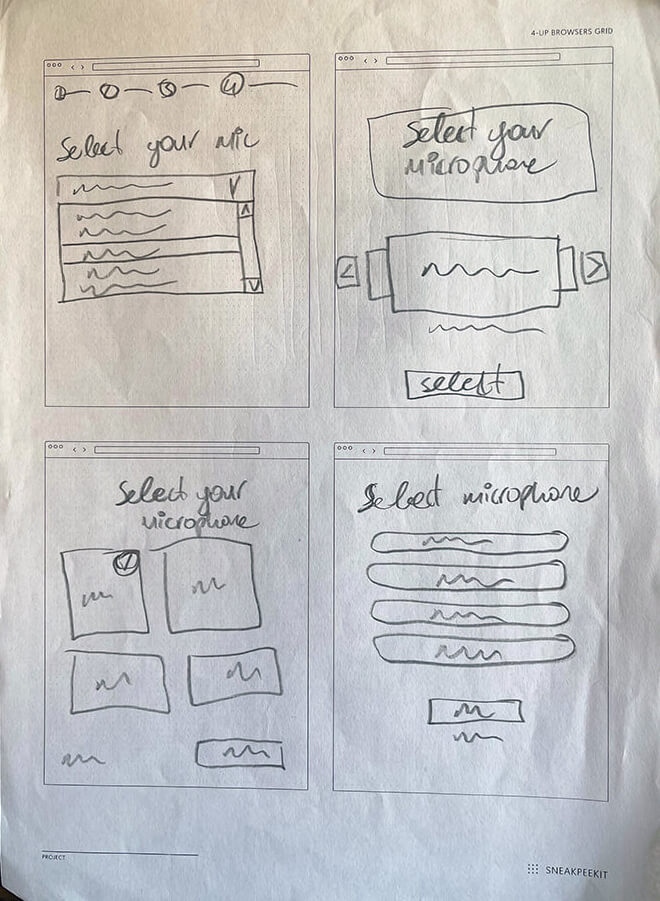 4-UP BROWSERS GRID
1 2 3 4
Select your mic
Select your
microphone
select
Select your
microphone
Select microphone
PROJECT
SNEAKPEEKIT